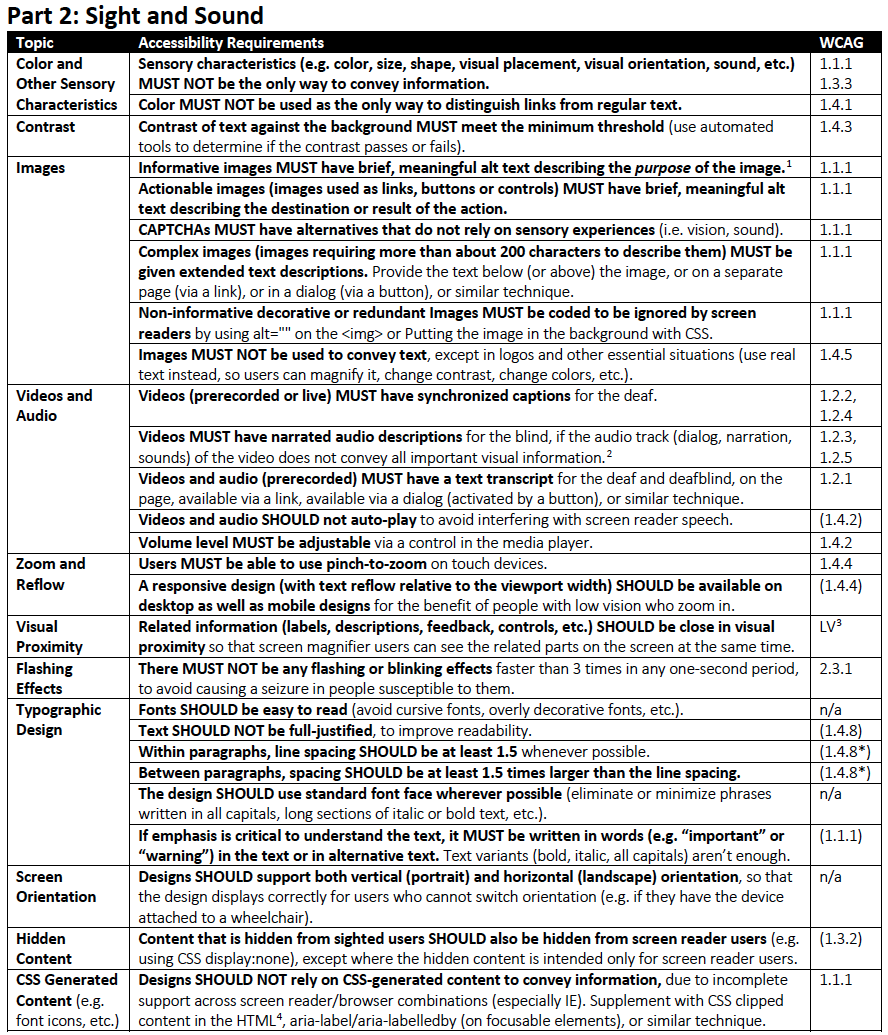 Part 2: Sight and Sound
Topic Accessibility Requirements WCAG
Color and Other Sensory Characteristics
Sensory characteristics (e.g. color, size, shape, visual placement, visual orientation, sound, etc.)
MUST NOT be the only way to convey information.
1.1.1
1.3.3
Color MUST NOT be used as the only way to distinguish links from regular text. 1.4.1
Contrast
Contrast of text against the background MUST meet the minimum threshold (use automated
tools to determine if the contrast passes or fails).
1.4.3
Images
Informative images MUST have brief, meaningful alt text describing the purpose of the image.¹ 1.1.1
Actionable images (images used as links, buttons or controls) MUST have brief, meaningful alt
text describing the destination or result of the action.
1.1.1
CAPTCHAs MUST have alternatives that do not rely on sensory experiences (i.e. vision, sound). 1.1.1
Complex images (images requiring more than about 200 characters to describe them) MUST be
given extended text descriptions. Provide the text below (or above) the image, or on a separate
page (via a link), or in a dialog (via a button), or similar technique.
1.1.1
Non-informative decorative or redundant Images MUST be coded to be ignored by screen
readers by using alt="" on the <img> or Putting the image in the background with CSS.
1.1.1
Images MUST NOT be used to convey text, except in logos and other essential situations (use real
text instead, so users can magnify it, change contrast, change colors, etc.).
1.4.5
Videos and
Audio
Videos (prerecorded or live) MUST have synchronized captions for the deaf.
1.2.2,
1.2.4
Videos MUST have narrated audio descriptions for the blind, if the audio track (dialog, narration,
sounds) of the video does not convey all important visual information.²
1.2.3,
1.2.5
Videos and audio (prerecorded) MUST have a text transcript for the deaf and deafblind, on the
page, available via a link, available via a dialog (activated by a button), or similar technique.
1.2.1
Videos and audio SHOULD not auto-play to avoid interfering with screen reader speech. (1.4.2)
Volume level MUST be adjustable via a control in the media player. 1.4.2
Zoom and
Reflow
Users MUST be able to use pinch-to-zoom on touch devices. 1.4.4
A responsive design (with text reflow relative to the viewport width) SHOULD be available on
desktop as well as mobile designs for the benefit of people with low vision who zoom in.
(1.4.4)
Visual
Proximity
Related information (labels, descriptions, feedback, controls, etc.) SHOULD be close in visual
proximity so that screen magnifier users can see the related parts on the screen at the same time.
LV³
Flashing
Effects
There MUST NOT be any flashing or blinking effects faster than 3 times in any one-second period,
to avoid causing a seizure in people susceptible to them.
2.3.1
Typographic
Design
Fonts SHOULD be easy to read (avoid cursive fonts, overly decorative fonts, etc.). n/a
Text SHOULD NOT be full-justified, to improve readability. (1.4.8)
Within paragraphs, line spacing SHOULD be at least 1.5 whenever possible. (1.4.8*)
Between paragraphs, spacing SHOULD be at least 1.5 times larger than the line spacing. (1.4.8*)
The design SHOULD use standard font face wherever possible (eliminate or minimize phrases
written in all capitals, long sections of italic or bold text, etc.).
n/a
If emphasis is critical to understand the text, it MUST be written in words (e.g. “important” or
“warning”) in the text or in alternative text. Text variants (bold, italic, all capitals) aren’t enough.
(1.1.1)
Screen
Orientation
Designs SHOULD support both vertical (portrait) and horizontal (landscape) orientation, so that
the design displays correctly for users who cannot switch orientation (e.g. if they have the device
attached to a wheelchair).
n/a
Hidden
Content
Content that is hidden from sighted users SHOULD also be hidden from screen reader users (e.g.
using CSS display:none), except where the hidden content is intended only for screen reader users.
(1.3.2)
CSS Generated
Content (e.g.
font icons, etc.)
Designs SHOULD NOT rely on CSS-generated content to convey information, due to incomplete
support across screen reader/browser combinations (especially IE). Supplement with CSS clipped
content in the HTML⁴, aria-label/aria-labelledby (on focusable elements), or similar technique.
1.1.1